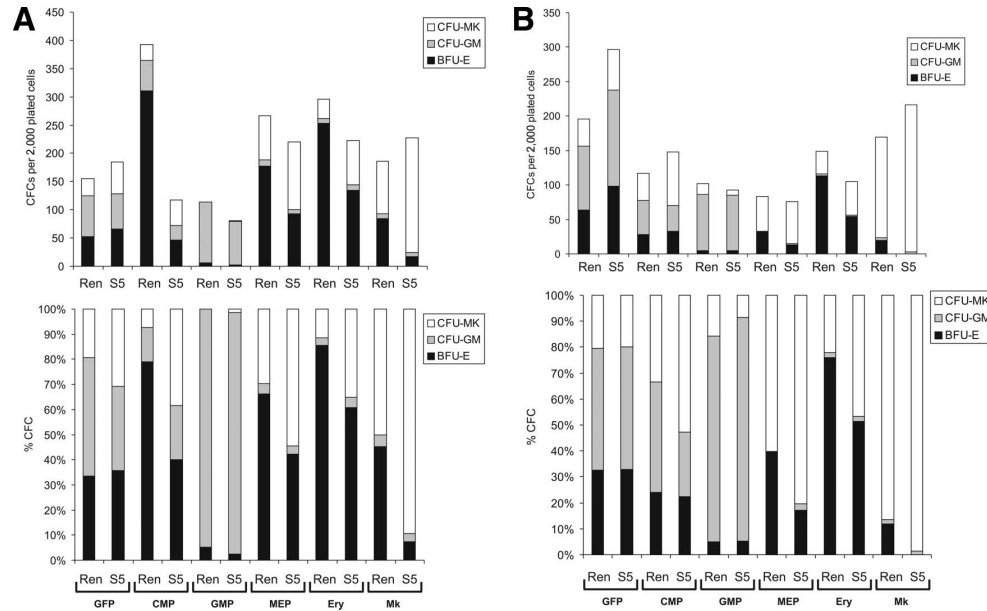 A
450
400
350
300
250
200
150
100
50
0
CFCs per 2,000 plated cells
CFU-MK
CFU-GM
BFU-E
Ren S5 Ren S5 Ren S5 Ren S5 Ren S5 Ren S5
100%
90%
80%
70%
60%
50%
40%
30%
20%
10%
0%
% CFC
CFU-MK
CFU-GM
BFU-E
Ren S5 Ren S5 Ren S5 Ren S5 Ren S5 Ren S5
GFP CMP GMP MEP Ery Mk
B
350
300
250
200
150
100
50
0
CFCs per 2,000 plated cells
CFU-MK
CFU-GM
BFU-E
Ren S5 Ren S5 Ren S5 Ren S5 Ren S5 Ren S5
100%
90%
80%
70%
60%
50%
40%
30%
20%
10%
0%
% CFC
CFU-MK
CFU-GM
BFU-E
Ren S5 Ren S5 Ren S5 Ren S5 Ren S5 Ren S5
GFP CMP GMP MEP Ery Mk